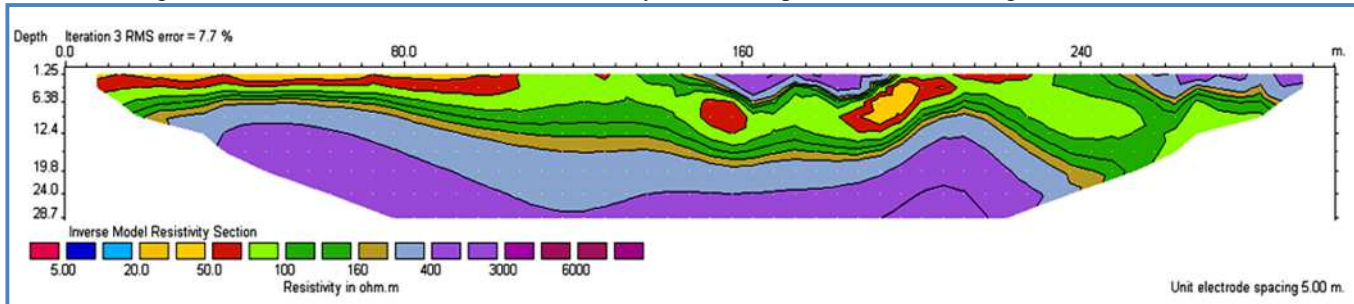 Depth Iteration 3 RMS error = 7.7 %
0.0 80.0 160 240 m.
1.25
6.38
12.4
19.8
24.0
28.7
Inverse Model Resistivity Section
5.00 20.0 50.0 100 160 400 3000 6000
Resistivity in ohm.m
Unit electrode spacing 5.00 m.